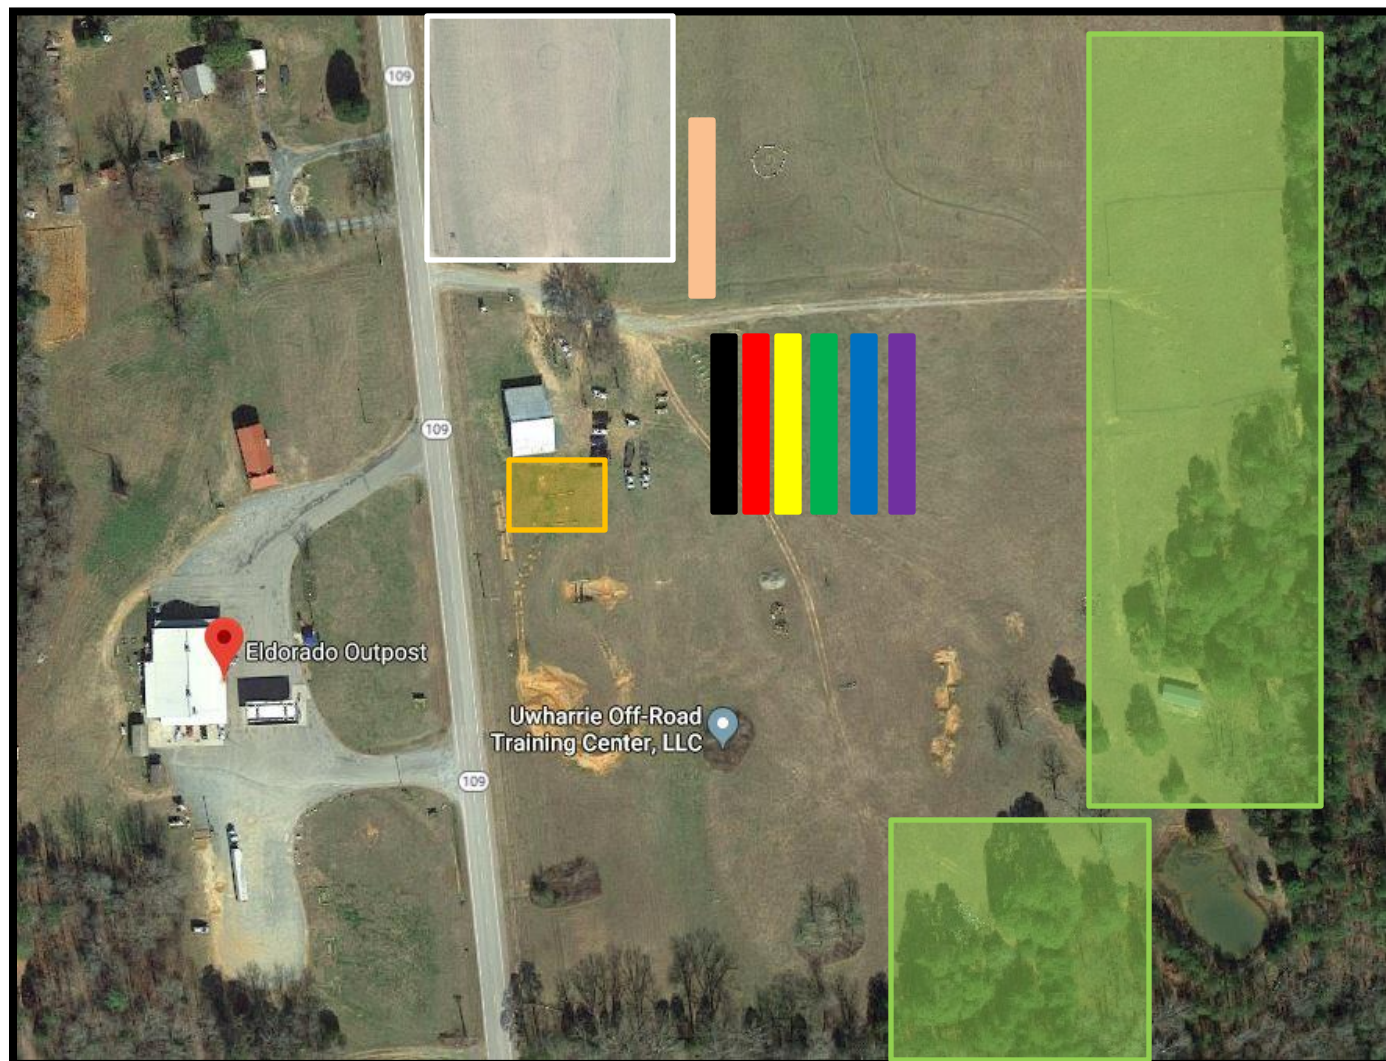 109
109
Eldorado Outpost
Uwharrie Off-Road
Training Center, LLC
109